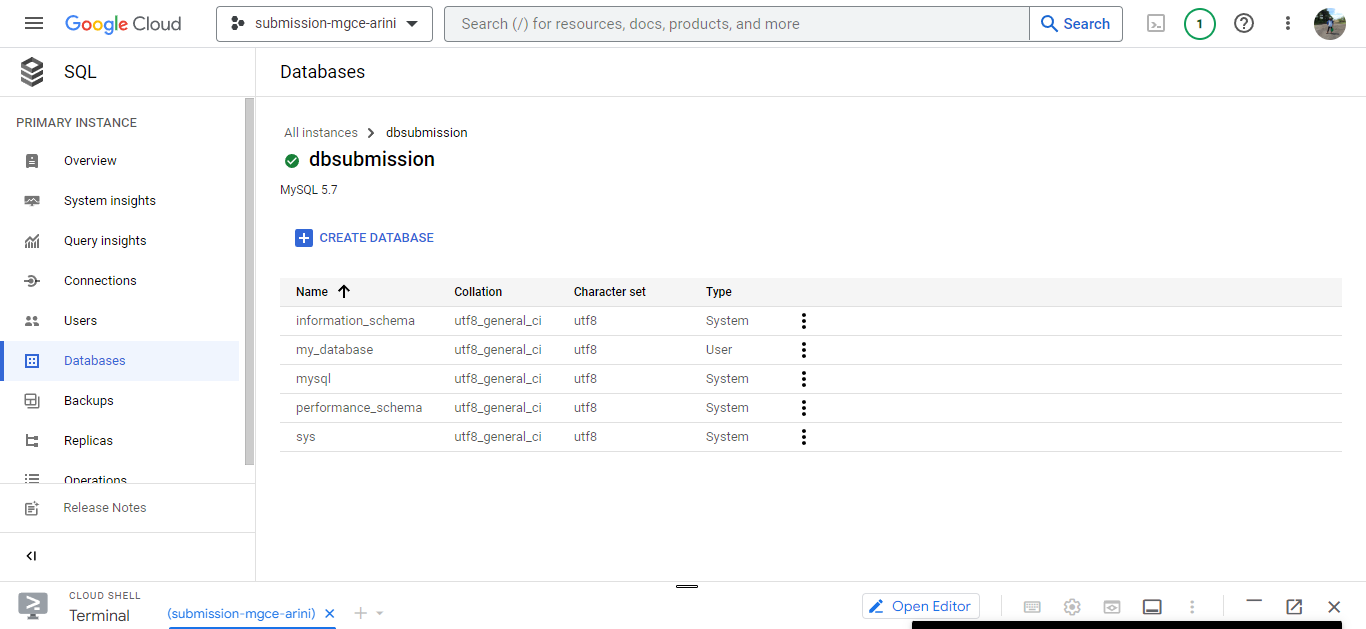 Google Cloud
submission-mgce-arini
Search (/) for resources, docs, products, and more
Search
1
SQL
Databases
PRIMARY INSTANCE
Overview
System insights
Query insights
Connections
Users
Databases
Backups
Replicas
Operations
Release Notes
All instances
dbsubmission
dbsubmission
MySQL 5.7
CREATE DATABASE
Name Collation Character set Type
information_schema utf8_general_ci utf8 System
my_database utf8_general_ci utf8 User
mysql utf8_general_ci utf8 System
performance_schema utf8_general_ci utf8 System
sys utf8_general_ci utf8 System
CLOUD SHELL
Terminal
(submission-mgce-arini)
Open Editor